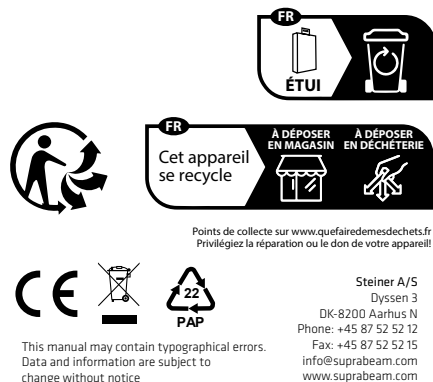 FR
ÉTUI
FR
Cet appareil
se recycle
À DÉPOSER
EN MAGASIN
À DÉPOSER
EN DÉCHÈTERIE
Points de collecte sur www.quefairedemesdechets.fr
Privilégiez la réparation ou le don de votre appareil!
CE
22
PAP
This manual may contain typographical errors.
Data and information are subject to
change without notice
Steiner A/S
Dyssen 3
DK-8200 Aarhus N
Phone: +45 87 52 52 12
Fax: +45 87 52 52 15
info@suprabeam.com
www.suprabeam.com